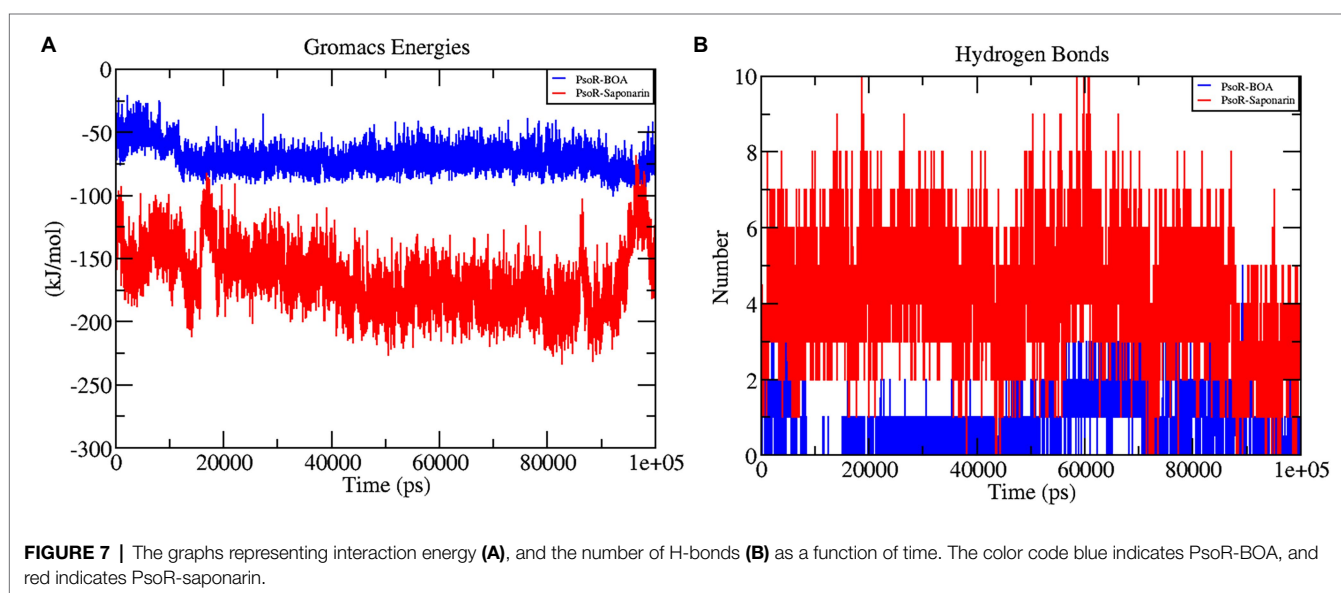 A
Gromacs Energies
PsoR-BOA
PsoR-Saponarin
0
-50
-100
-150
-200
-250
-300
(kJ/mol)
0 20000 40000 60000 80000 1e+05
Time (ps)
B
Hydrogen Bonds
PsoR-BOA
PsoR-Saponarin
10
8
6
4
2
0
Number
0 20000 40000 60000 80000 1e+05
Time (ps)
FIGURE 7 | The graphs representing interaction energy (A), and the number of H-bonds (B) as a function of time. The color code blue indicates PsoR-BOA, and
red indicates PsoR-saponarin.